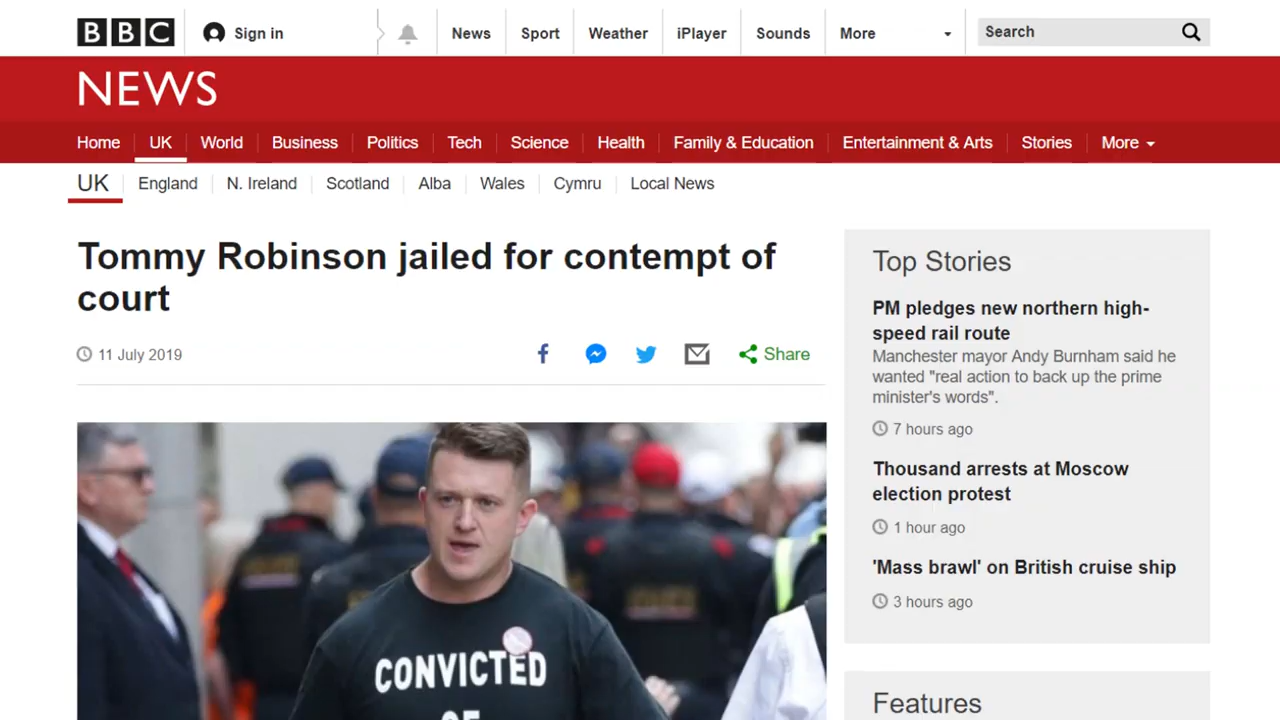 BBC
Sign in
News
Sport
Weather
iPlayer
Sounds
More
Search
NEWS
Home
UK
World
Business
Politics
Tech
Science
Health
Family & Education
Entertainment & Arts
Stories
More
UK
England
N. Ireland
Scotland
Alba
Wales
Cymru
Local News
Tommy Robinson jailed for contempt of
court
11 July 2019
Share
CONVICTED
OF
Top Stories
PM pledges new northern high-
speed rail route
Manchester mayor Andy Burnham said he
wanted "real action to back up the prime
minister's words".
7 hours ago
Thousand arrests at Moscow
election protest
1 hour ago
'Mass brawl' on British cruise ship
3 hours ago
Features